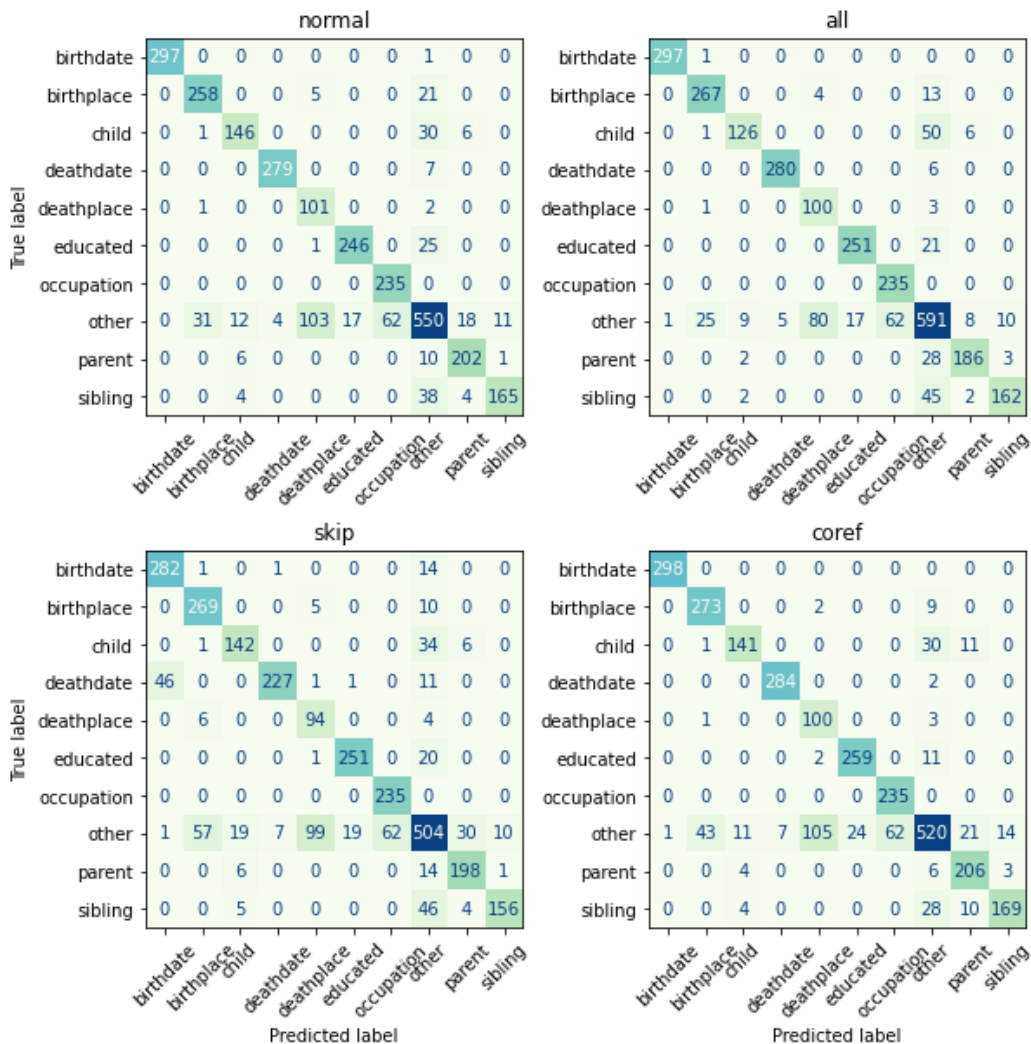 normal
all
True label
birthdate 297 0 0 0 0 0 0 1 0 0
birthplace 0 258 0 0 5 0 0 21 0 0
child 0 1 146 0 0 0 0 30 6 0
deathdate 0 0 0 279 0 0 0 7 0 0
deathplace 0 1 0 0 101 0 0 2 0 0
educated 0 0 0 0 1 246 0 25 0 0
occupation 0 0 0 0 0 0 235 0 0 0
other 0 31 12 4 103 17 62 550 18 11
parent 0 0 6 0 0 0 0 10 202 1
sibling 0 0 4 0 0 0 0 38 4 165
birthdate birthplace child deathdate deathplace educated occupation other parent sibling
birthdate 297 1 0 0 0 0 0 0 0 0
birthplace 0 267 0 0 4 0 0 13 0 0
child 0 1 126 0 0 0 0 50 6 0
deathdate 0 0 0 280 0 0 0 6 0 0
deathplace 0 1 0 0 100 0 0 3 0 0
educated 0 0 0 0 0 251 0 21 0 0
occupation 0 0 0 0 0 0 235 0 0 0
other 1 25 9 5 80 17 62 591 8 10
parent 0 0 2 0 0 0 0 28 186 3
sibling 0 0 2 0 0 0 0 45 2 162
birthdate birthplace child deathdate deathplace educated occupation other parent sibling
skip
coref
True label
birthdate 282 1 0 1 0 0 0 14 0 0
birthplace 0 269 0 0 5 0 0 10 0 0
child 0 1 142 0 0 0 0 34 6 0
deathdate 46 0 0 227 1 1 0 11 0 0
deathplace 0 6 0 0 94 0 0 4 0 0
educated 0 0 0 0 1 251 0 20 0 0
occupation 0 0 0 0 0 0 235 0 0 0
other 1 57 19 7 99 19 62 504 30 10
parent 0 0 6 0 0 0 0 14 198 1
sibling 0 0 5 0 0 0 0 46 4 156
birthdate birthplace child deathdate deathplace educated occupation other parent sibling
Predicted label
birthdate 298 0 0 0 0 0 0 0 0 0
birthplace 0 273 0 0 2 0 0 9 0 0
child 0 1 141 0 0 0 0 30 11 0
deathdate 0 0 0 284 0 0 0 2 0 0
deathplace 0 1 0 0 100 0 0 3 0 0
educated 0 0 0 0 2 259 0 11 0 0
occupation 0 0 0 0 0 0 235 0 0 0
other 1 43 11 7 105 24 62 520 21 14
parent 0 0 4 0 0 0 0 6 206 3
sibling 0 0 4 0 0 0 0 28 10 169
birthdate birthplace child deathdate deathplace educated occupation other parent sibling
Predicted label